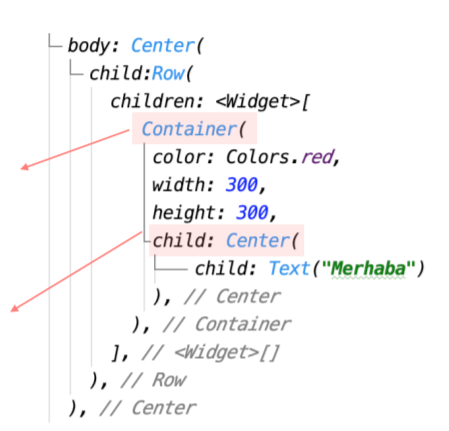 body: Center(
child:Row(
children: <Widget>[
Container(
color: Colors.red,
width: 300,
height: 300,
child: Center(
child: Text("Merhaba")
), // Center
), // Container
], // <Widget>[]
), // Row
), // Center